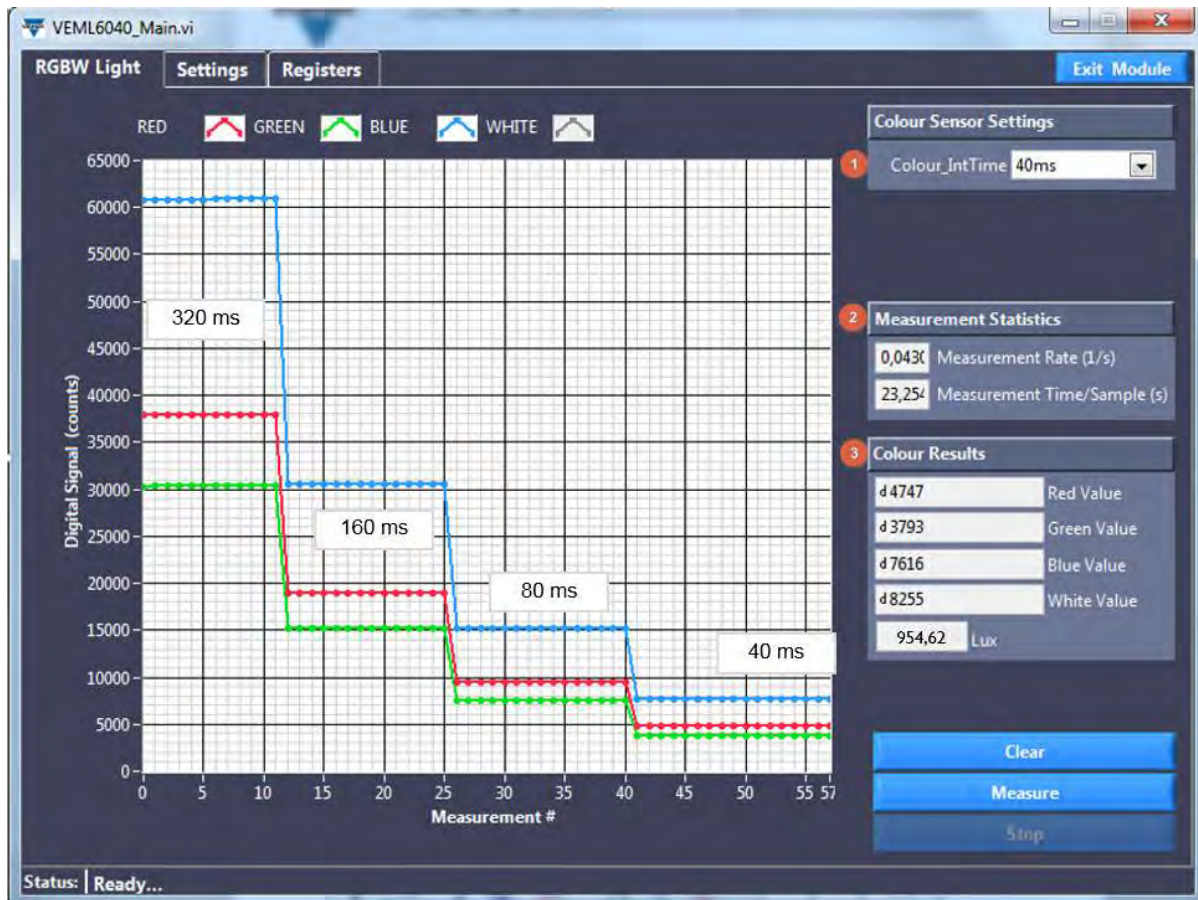 VEML6040_Main.vi
RGBW Light Settings Registers Exit Module
RED GREEN BLUE WHITE
65000
60000
55000
50000
45000
40000
35000
30000
25000
20000
15000
10000
5000
0
Digital Signal (counts)
320 ms
160 ms
80 ms
40 ms
0 5 10 15 20 25 30 35 40 45 50 55 57
Measurement #
Colour Sensor Settings
1 Colour_IntTime 40ms
2 Measurement Statistics
0,0430 Measurement Rate (1/s)
23,254 Measurement Time/Sample (s)
3 Colour Results
d 4747 Red Value
d 3793 Green Value
d 7616 Blue Value
d 8255 White Value
954,62 Lux
Clear
Measure
Stop
Status: Ready...